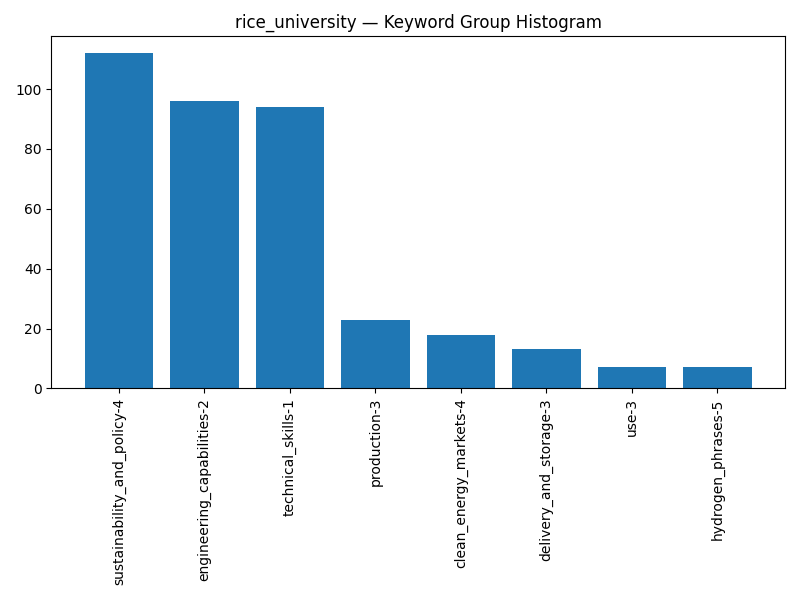 rice_university — Keyword Group Histogram
100
80
60
40
20
0
sustainability_and_policy-4
engineering_capabilities-2
technical_skills-1
production-3
clean_energy_markets-4
delivery_and_storage-3
use-3
hydrogen_phrases-5